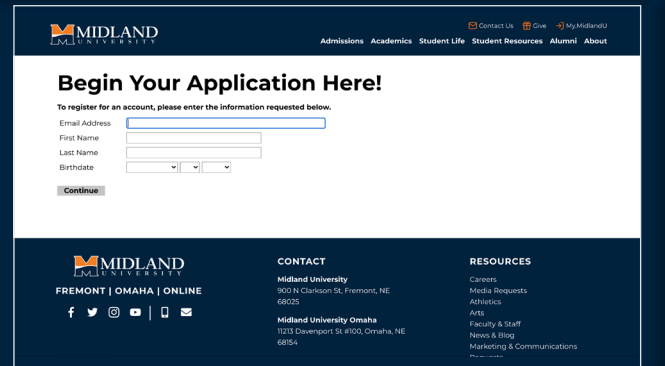 MIDLAND
UNIVERSITY
Contact Us Give My.MidlandU
Admissions Academics Student Life Student Resources Alumni About
Begin Your Application Here!
To register for an account, please enter the information requested below.
Email Address
First Name
Last Name
Birthdate
Continue
MIDLAND
UNIVERSITY
FREMONT | OMAHA | ONLINE
CONTACT
Midland University
900 N Clarkson St, Fremont, NE
68025
Midland University Omaha
11213 Davenport St #100, Omaha, NE
68154
RESOURCES
Careers
Media Requests
Athletics
Arts
Faculty & Staff
News & Blog
Marketing & Communications